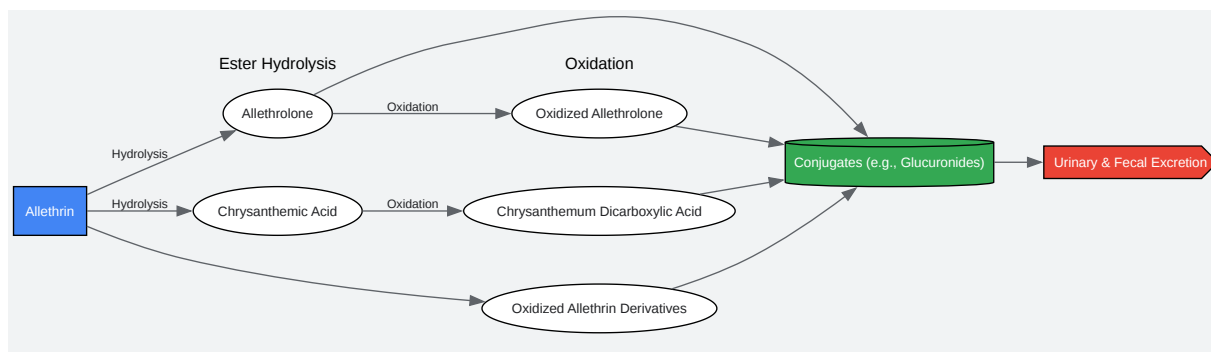 Ester Hydrolysis
Oxidation
Allethrolone
Oxidation
Oxidized Allethrolone
Hydrolysis
Conjugates (e.g., Glucuronides)
Urinary & Fecal Excretion
Allethrin
Hydrolysis
Chrysanthemic Acid
Oxidation
Chrysanthemum Dicarboxylic Acid
Oxidized Allethrin Derivatives